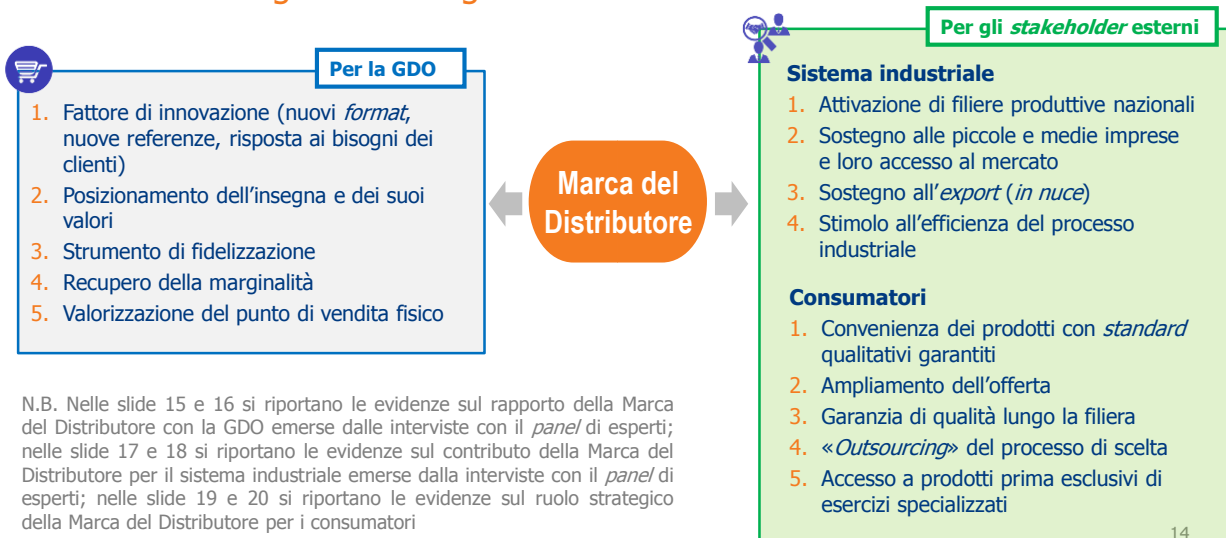 Per la GDO
1. Fattore di innovazione (nuovi format,
nuove referenze, risposta ai bisogni dei
clienti)
2. Posizionamento dell'insegna e dei suoi
valori
3. Strumento di fidelizzazione
4. Recupero della marginalità
5. Valorizzazione del punto di vendita fisico
Marca del
Distributore
Per gli stakeholder esterni
Sistema industriale
1. Attivazione di filiere produttive nazionali
2. Sostegno alle piccole e medie imprese
e loro accesso al mercato
3. Sostegno all'export (in nuce)
4. Stimolo all'efficienza del processo
industriale
Consumatori
1. Convenienza dei prodotti con standard
qualitativi garantiti
2. Ampliamento dell'offerta
3. Garanzia di qualità lungo la filiera
4. «Outsourcing» del processo di scelta
5. Accesso a prodotti prima esclusivi di
esercizi specializzati
N.B. Nelle slide 15 e 16 si riportano le evidenze sul rapporto della Marca
del Distributore con la GDO emerse dalle interviste con il panel di esperti;
nelle slide 17 e 18 si riportano le evidenze sul contributo della Marca del
Distributore per il sistema industriale emerse dalla interviste con il panel di
esperti; nelle slide 19 e 20 si riportano le evidenze sul ruolo strategico
della Marca del Distributore per i consumatori
14